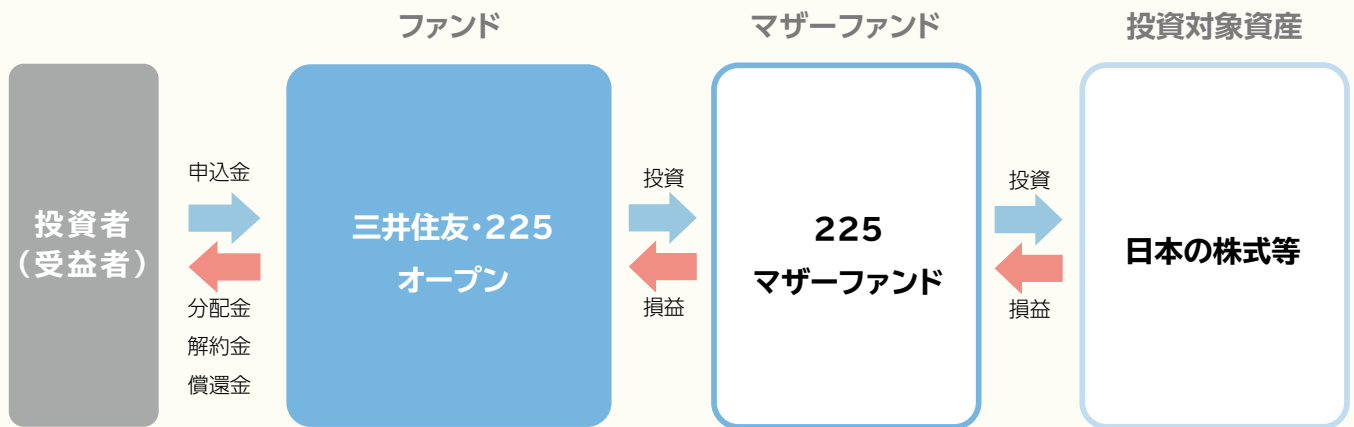 ファンド
マザーファンド
投資対象資産
投資者
(受益者)
申込金
分配金
解約金
償還金
三井住友・225
オープン
投資
損益
225
マザーファンド
投資
損益
日本の株式等